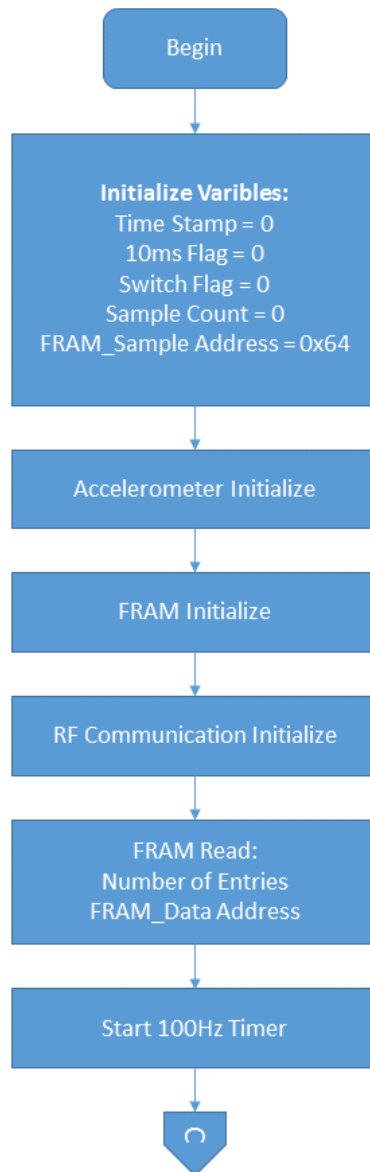 Begin
Initialize Varibles:
Time Stamp = 0
10ms Flag = 0
Switch Flag = 0
Sample Count = 0
FRAM_Sample Address = 0x64
Accelerometer Initialize
FRAM Initialize
RF Communication Initialize
FRAM Read:
Number of Entries
FRAM_Data Address
Start 100Hz Timer
C